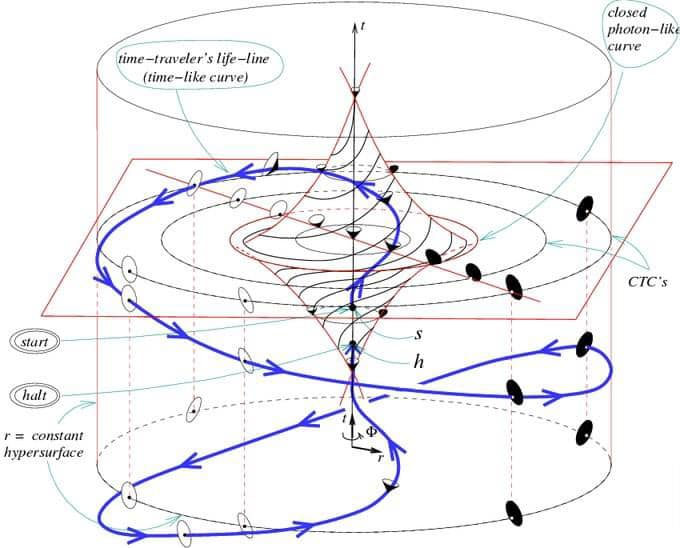 t
closed
photon-like
curve
time-traveler's life-line
(time-like curve)
CTC's
start
s
h
halt
r = constant
hypersurface
t
Φ
r